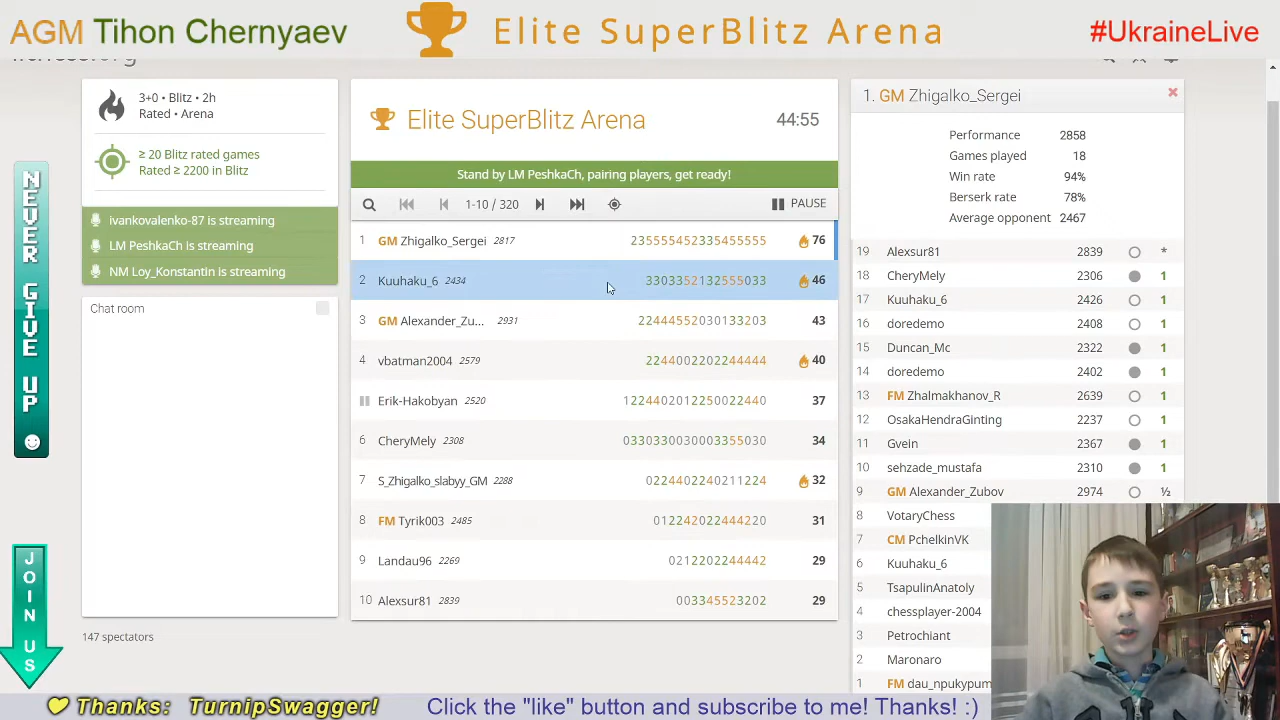 AGM Tihon Chernyaev
Elite SuperBlitz Arena
#UkraineLive
3+0 • Blitz • 2h
Rated • Arena
≥ 20 Blitz rated games
Rated ≥ 2200 in Blitz
ivankovalenko-87 is streaming
LM PeshkaCh is streaming
NM Loy_Konstantin is streaming
Chat room
147 spectators
NEVER GIVE UP
JOIN US
Elite SuperBlitz Arena 44:55
Stand by LM PeshkaCh, pairing players, get ready!
1-10 / 320 PAUSE
1 GM Zhigalko_Sergei 2817 235555452335455555 76
2 Kuuhaku_6 2434 3303352132555033 46
3 GM Alexander_Zu... 2931 22444552030133203 43
4 vbatman2004 2579 2244002202244444 40
Erik-Hakobyan 2520 1224402012250022440 37
6 CheryMely 2308 0330330030003355030 34
7 S_Zhigalko_slabyy_GM 2288 0224402240211224 32
8 FM Tyrik003 2485 012242022444220 31
9 Landau96 2269 0212202244442 29
10 Alexsur81 2839 003345523202 29
1. GM Zhigalko_Sergei
Performance 2858
Games played 18
Win rate 94%
Berserk rate 78%
Average opponent 2467
19 Alexsur81 2839 *
18 CheryMely 2306 1
17 Kuuhaku_6 2426 1
16 doredemo 2408 1
15 Duncan_Mc 2322 1
14 doredemo 2402 1
13 FM Zhalmakhanov_R 2639 1
12 OsakaHendraGinting 2237 1
11 Gvein 2367 1
10 sehzade_mustafa 2310 1
9 GM Alexander_Zubov 2974 ½
8 VotaryChess
7 CM PchelkinVK
6 Kuuhaku_6
5 TsapulinAnatoly
4 chessplayer-2004
3 Petrochiant
2 Maronaro
1 FM dau_npukypum
Thanks: TurnipSwagger!
Click the "like" button and subscribe to me! Thanks! :)